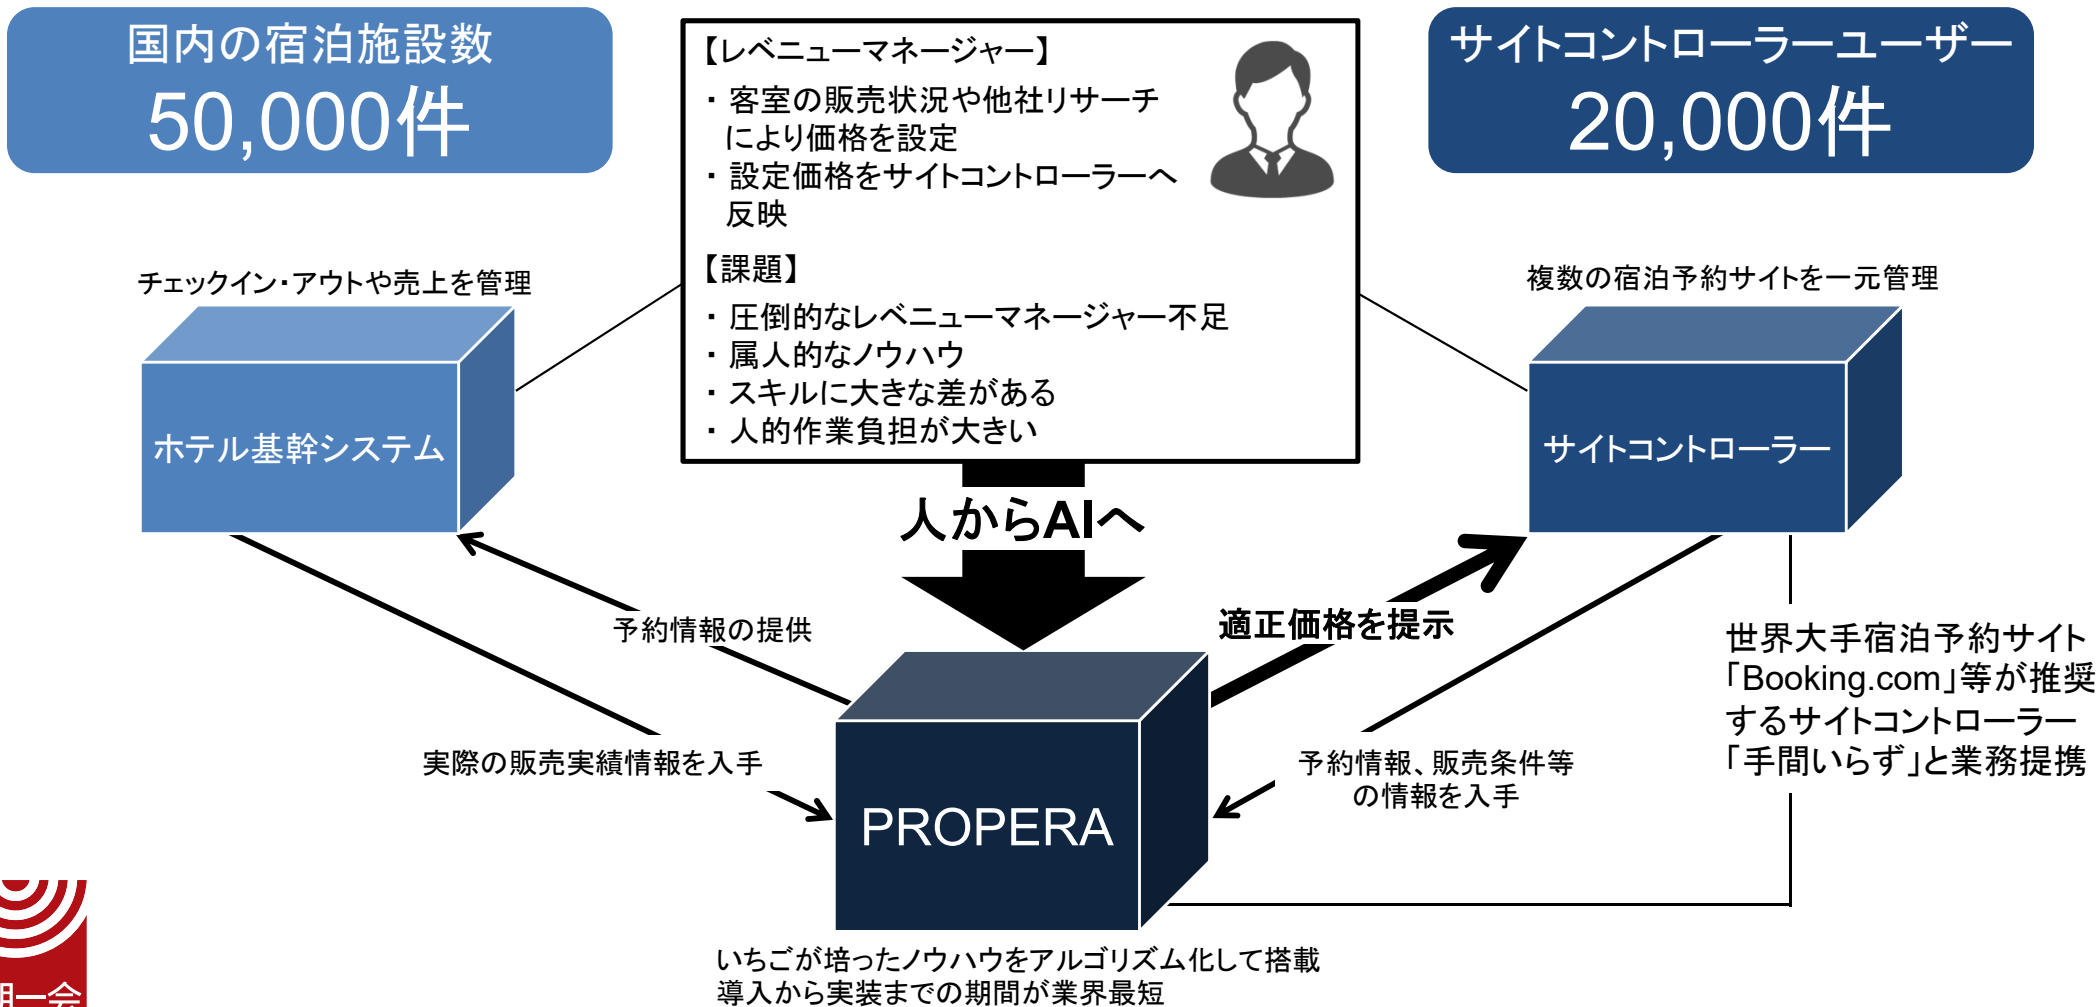 国内の宿泊施設数
50,000件
【レベニューマネージャー】
・ 客室の販売状況や他社リサーチ
により価格を設定
・ 設定価格をサイトコントローラーへ
反映
【課題】
・ 圧倒的なレベニューマネージャー不足
・ 属人的なノウハウ
・ スキルに大きな差がある
・ 人的作業負担が大きい
サイトコントローラーユーザー
20,000件
チェックイン・アウトや売上を管理
ホテル基幹システム
複数の宿泊予約サイトを一元管理
サイトコントローラー
人からAIへ
予約情報の提供
適正価格を提示
実際の販売実績情報を入手
予約情報、販売条件等
の情報を入手
世界大手宿泊予約サイト
「Booking.com」等が推奨
するサイトコントローラー
「手間いらず」と業務提携
PROPERA
いちごが培ったノウハウをアルゴリズム化して搭載
導入から実装までの期間が業界最短
期一会